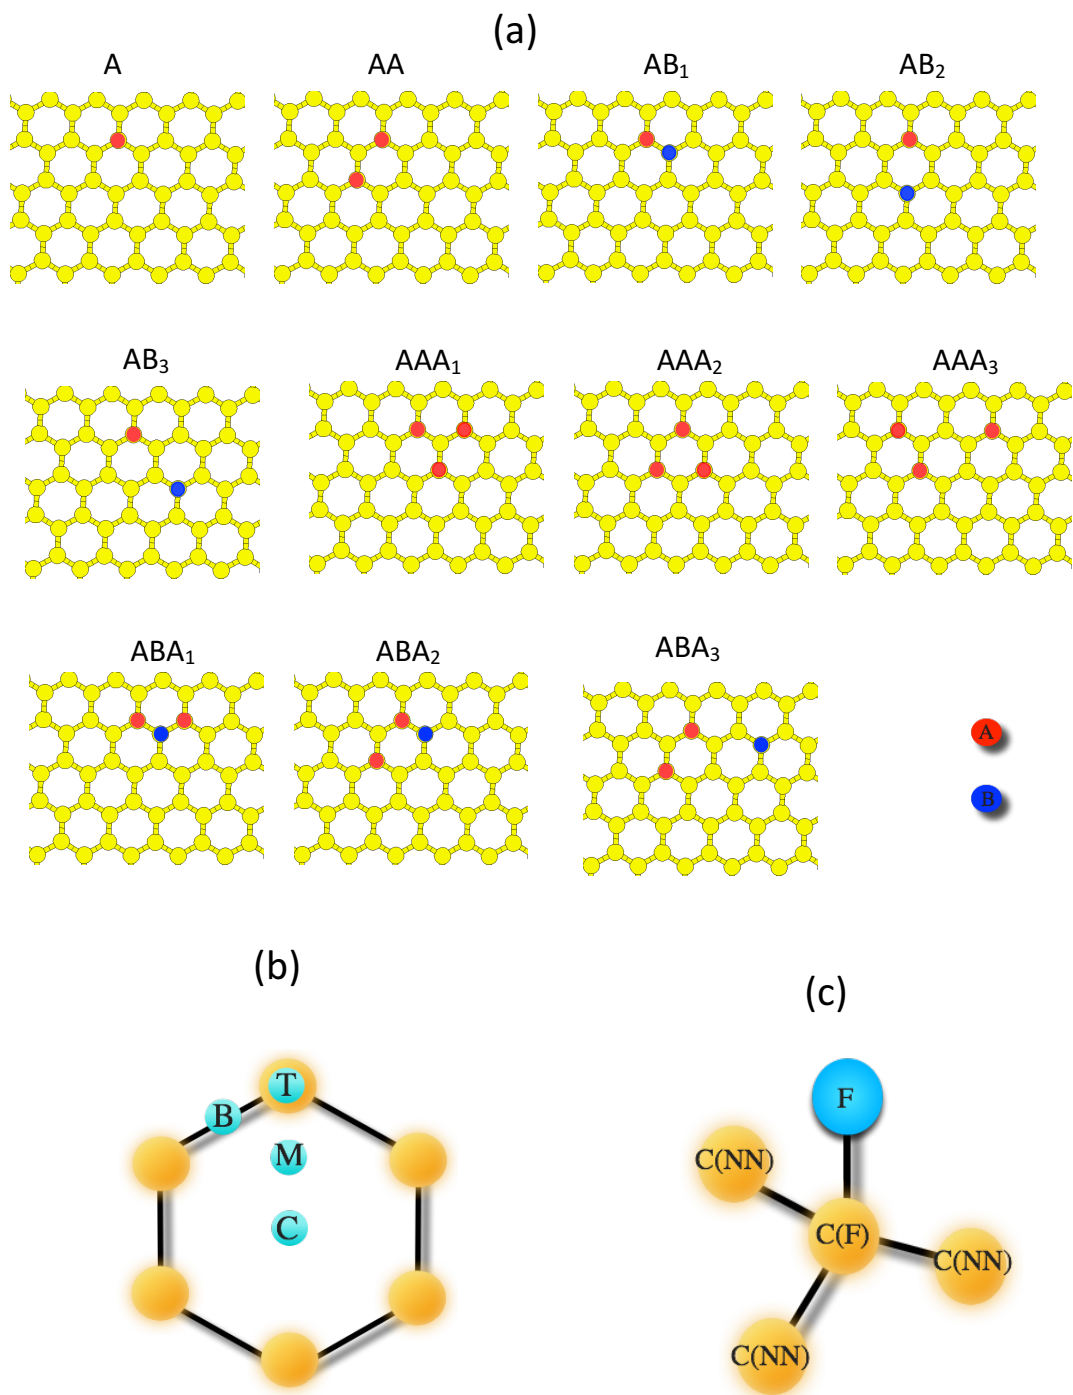 (a)
A AA AB₁ AB₂
AB₃ AAA₁ AAA₂ AAA₃
ABA₁ ABA₂ ABA₃
A
B
(b)
(c)
T
B
M
C
F
C(NN)
C(F)
C(NN)
C(NN)